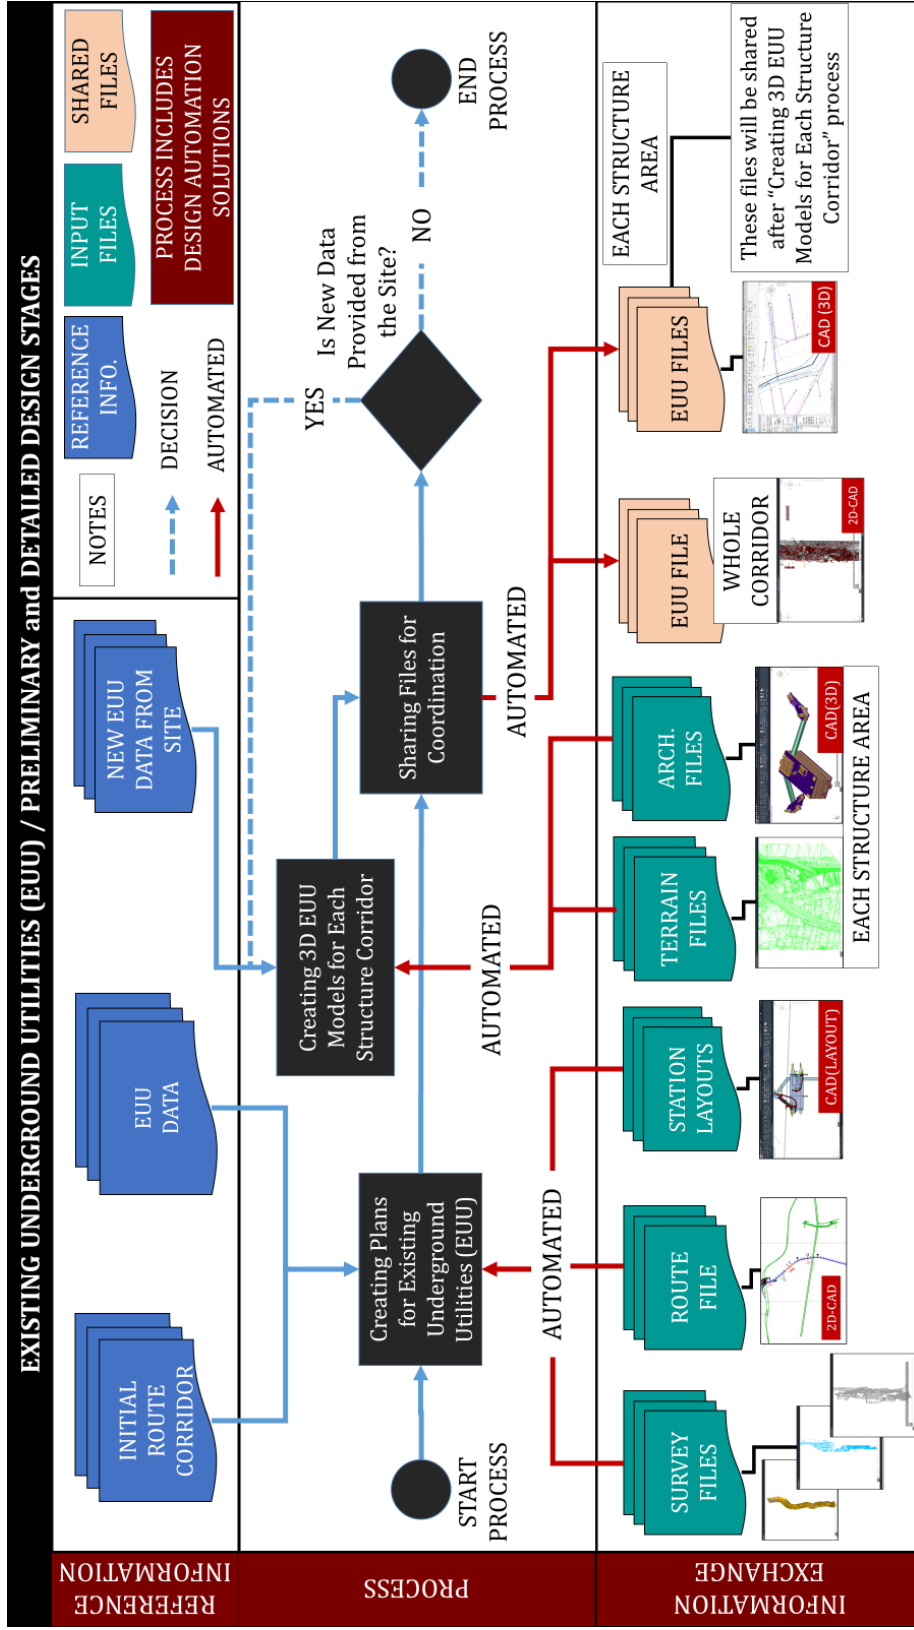 EXISTING UNDERGROUND UTILITIES (EUU) / PRELIMINARY and DETAILED DESIGN STAGES
REFERENCE
INFORMATION
INITIAL
ROUTE
CORRIDOR
EUU
DATA
NEW EUU
DATA FROM
SITE
NOTES
REFERENCE
INFO.
INPUT
FILES
SHARED
FILES
DECISION
AUTOMATED
PROCESS INCLUDES
DESIGN AUTOMATION
SOLUTIONS
PROCESS
START
PROCESS
Creating Plans
for Existing
Underground
Utilities (EUU)
Creating 3D EUU
Models for Each
Structure Corridor
Sharing Files for
Coordination
YES
Is New Data
Provided from
the Site?
NO
END
PROCESS
AUTOMATED
AUTOMATED
AUTOMATED
INFORMATION
EXCHANGE
SURVEY
FILES
ROUTE
FILE
2D-CAD
STATION
LAYOUTS
CAD(LAYOUT)
TERRAIN
FILES
ARCH.
FILES
CAD(3D)
EACH STRUCTURE AREA
EUU FILE
WHOLE
CORRIDOR
2D-CAD
EUU FILES
CAD (3D)
EACH STRUCTURE
AREA
These files will be shared
after “Creating 3D EUU
Models for Each Structure
Corridor” process